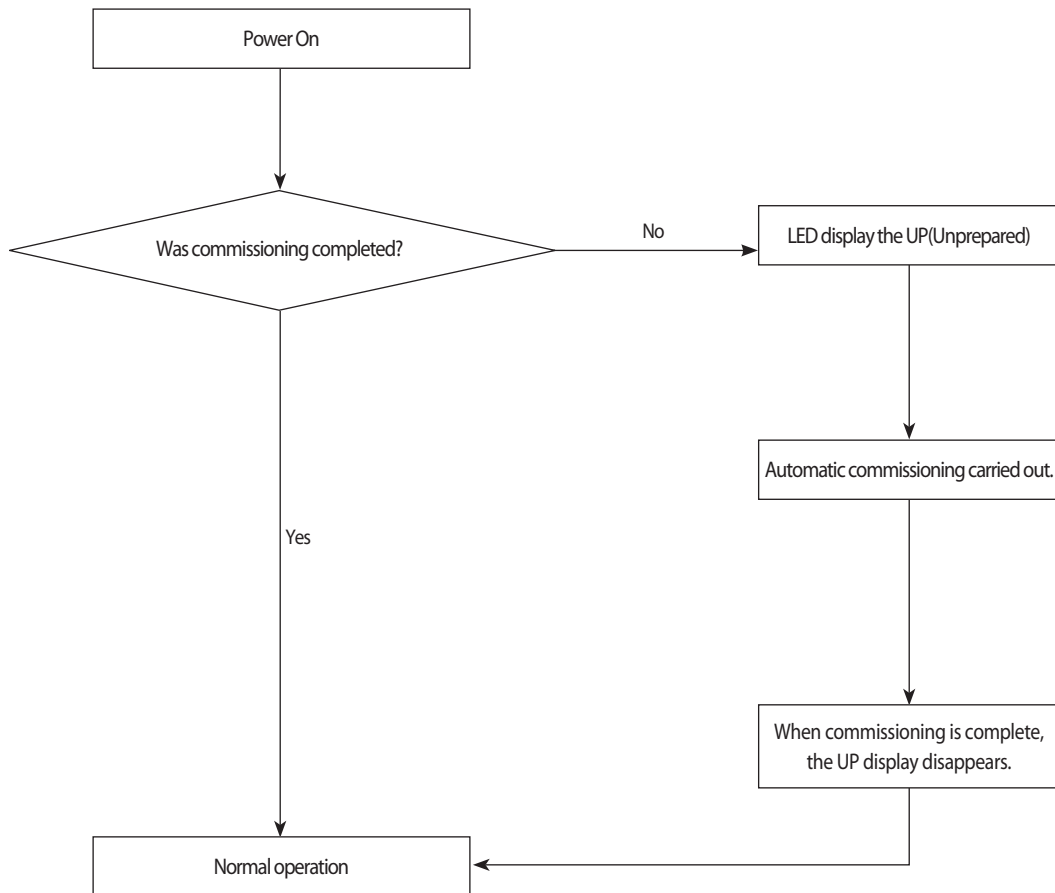 Power On
Was commissioning completed?
No
LED display the UP(Unprepared)
Automatic commissioning carried out.
Yes
When commissioning is complete,
the UP display disappears.
Normal operation